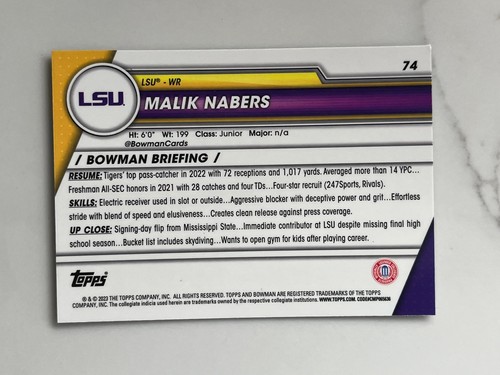 74
LSU® - WR
LSU
MALIK NABERS
Ht: 6'0" Wt: 199 Class: Junior Major: n/a
@BowmanCards
/ BOWMAN BRIEFING /
RESUME: Tigers' top pass-catcher in 2022 with 72 receptions and 1,017 yards. Averaged more than 14 YPC...
Freshman All-SEC honors in 2021 with 28 catches and four TDs...Four-star recruit (247Sports, Rivals).
SKILLS: Electric receiver used in slot or outside...Aggressive blocker with deceptive power and grit...Effortless
stride with blend of speed and elusiveness...Creates clean release against press coverage.
UP CLOSE: Signing-day flip from Mississippi State...Immediate contributor at LSU despite missing final high
school season...Bucket list includes skydiving...Wants to open gym for kids after playing career.
Topps
® & © 2023 THE TOPPS COMPANY, INC. ALL RIGHTS RESERVED. TOPPS AND BOWMAN ARE REGISTERED TRADEMARKS OF THE TOPPS
COMPANY, INC. The collegiate indicia used herein are trademarks owned by the respective collegiate institutions. WWW.TOPPS.COM. CODE#CMP065636